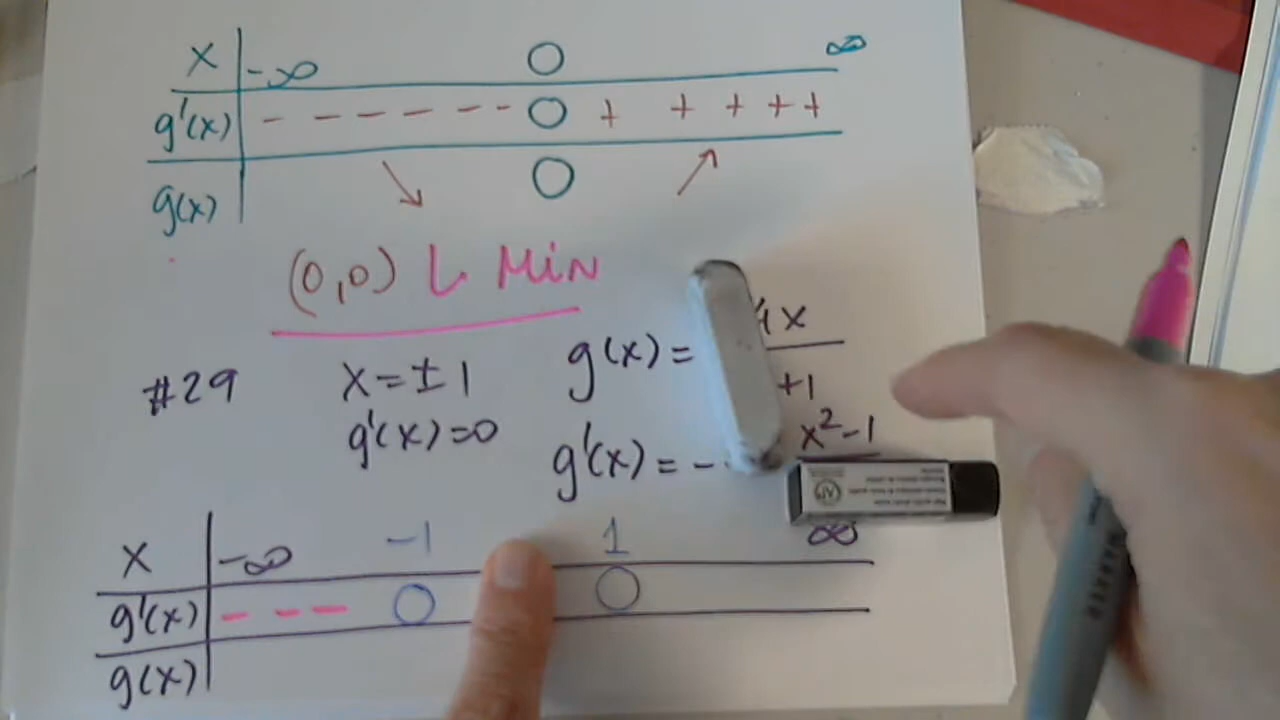 x -∞ 0 ∞
g'(x) - - - - - - 0 + + + + +
g(x) ↘ 0 ↗
(0,0) L MiN
#29 x=±1 g(x)= 4x
+1
g'(x)=0 g'(x)=- x²-1
x -∞ -1 1 ∞
g'(x) - - - 0 0
g(x)